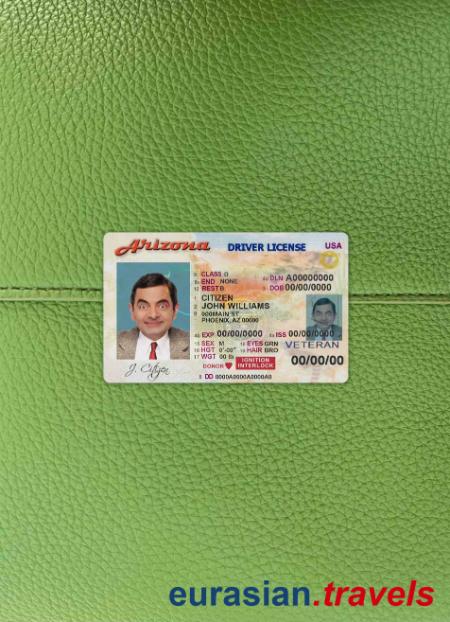 Arizona DRIVER LICENSE USA
9 CLASS D 4d DLN A00000000
9a END NONE
12 REST B 3 DOB 00/00/0000
1 CITIZEN
2 JOHN WILLIAMS
8 000MAIN ST
PHOENIX, AZ 00000
4b EXP 00/00/0000 4a ISS 00/00/0000
15 SEX M 18 EYES GRN VETERAN
16 HGT 0'-00" 19 HAIR BRO
17 WGT 00 lb 00/00/00
DONOR IGNITION
INTERLOCK
J. Citizen
5 DD 0000A0000A0000A0
eurasian.travels